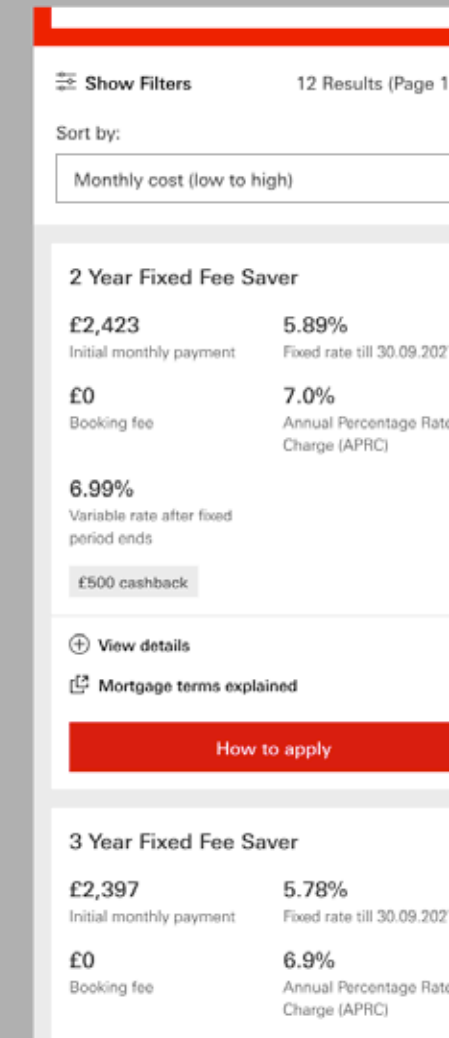 Show Filters
12 Results (Page 1
Sort by:
Monthly cost (low to high)
2 Year Fixed Fee Saver
£2,423
5.89%
Initial monthly payment
Fixed rate till 30.09.202
£0
7.0%
Booking fee
Annual Percentage Rate
Charge (APRC)
6.99%
Variable rate after fixed
period ends
£500 cashback
View details
Mortgage terms explained
How to apply
3 Year Fixed Fee Saver
£2,397
5.78%
Initial monthly payment
Fixed rate till 30.09.202
£0
6.9%
Booking fee
Annual Percentage Rate
Charge (APRC)